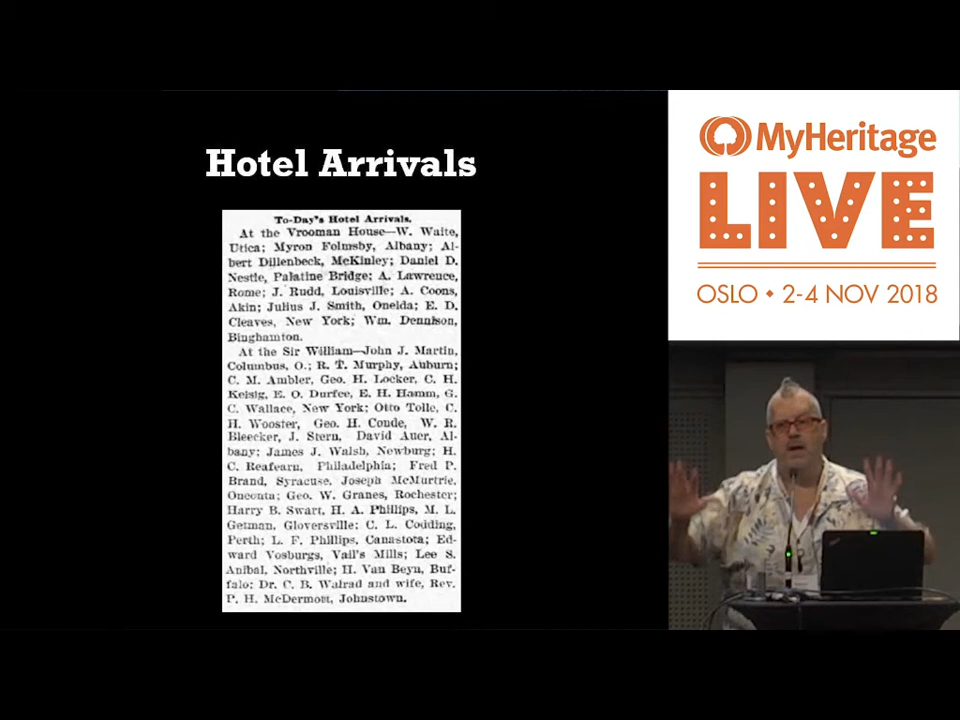 Hotel Arrivals
To-Day's Hotel Arrivals.
At the Vrooman House—W. Waite,
Utica; Myron Folmsby, Albany; Al-
bert Dillenbeck, McKinley; Daniel D.
Nestle, Palatine Bridge; A. Lawrence,
Rome; J. Rudd, Louisville; A. Coons,
Akin; Julius J. Smith, Oneida; E. D.
Cleaves, New York; Wm. Dennison,
Binghamton.
At the Sir William—John J. Martin,
Columbus, O.; R. T. Murphy, Auburn;
C. M. Ambler, Geo. H. Locker, C. H.
Kelsig, E. O. Durfee, E. H. Hamm, G.
C. Wallace, New York; Otto Tolle, C.
H. Wooster, Geo. H. Conde, W. R.
Bleecker, J. Stern, David Auer, Al-
bany; James J. Walsh, Newburg; H.
C. Reafearn, Philadelphia; Fred P.
Brand, Syracuse. Joseph McMurtrie,
Oneonta; Geo. W. Granes, Rochester;
Harry B. Swart, H. A. Phillips, M. L.
Getman, Gloversville; C. L. Codding,
Perth; L. F. Phillips, Canastota; Ed-
ward Vosburgs, Vail's Mills; Lee S.
Anibal, Northville; H. Van Beyn, Buf-
falo; Dr. C. B. Walrad and wife, Rev.
P. H. McDermott, Johnstown.
MyHeritage
LIVE
OSLO • 2-4 NOV 2018